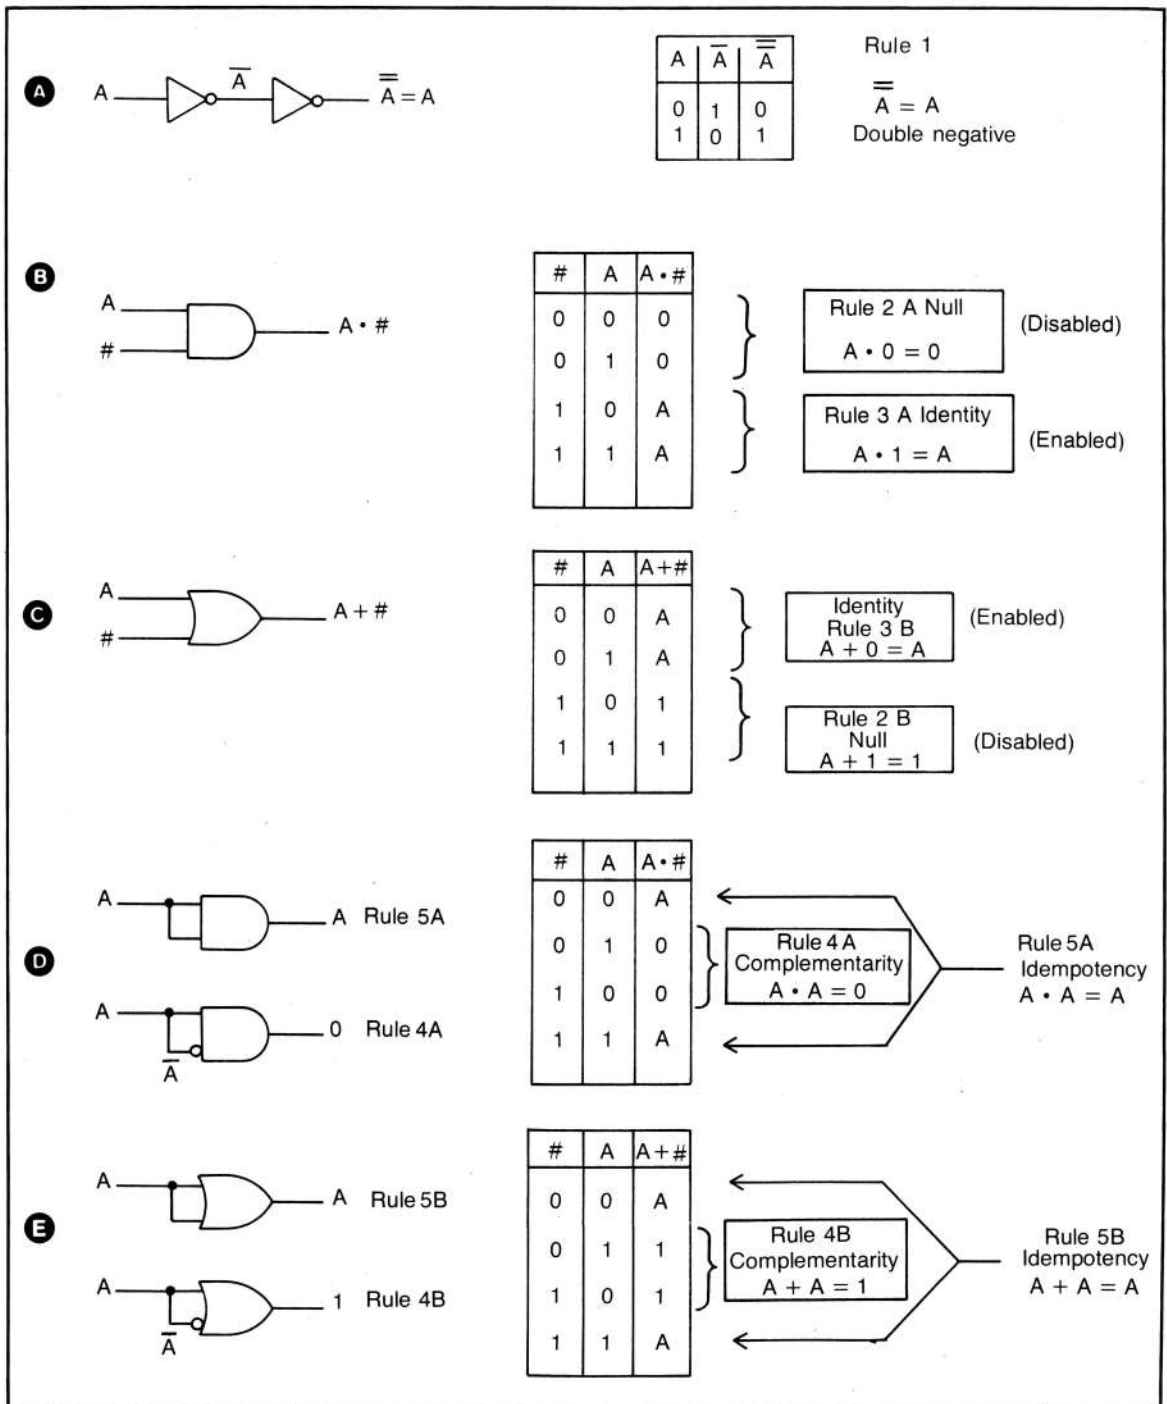 A
A
A̅
A̿ = A
A A̅ A̿
0 1 0
1 0 1
Rule 1
A̿ = A
Double negative
B
A
#
A • #
# A A • #
0 0 0
0 1 0
1 0 A
1 1 A
Rule 2 A Null
A • 0 = 0
(Disabled)
Rule 3 A Identity
A • 1 = A
(Enabled)
C
A
#
A + #
# A A + #
0 0 A
0 1 A
1 0 1
1 1 1
Identity
Rule 3 B
A + 0 = A
(Enabled)
Rule 2 B
Null
A + 1 = 1
(Disabled)
D
A
A Rule 5A
A
A̅
0 Rule 4A
# A A • #
0 0 A
0 1 0
1 0 0
1 1 A
Rule 4 A
Complementarity
A • A = 0
Rule 5A
Idempotency
A • A = A
E
A
A Rule 5B
A
A̅
1 Rule 4B
# A A + #
0 0 A
0 1 1
1 0 1
1 1 A
Rule 4B
Complementarity
A + A = 1
Rule 5B
Idempotency
A + A = A